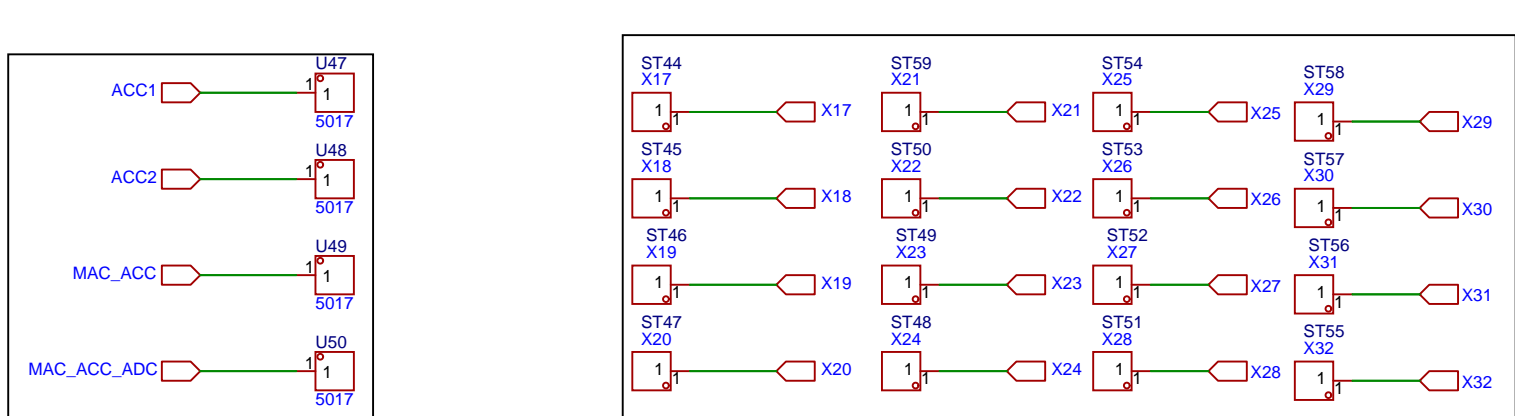 U47
ACC1
1
1
5017
U48
ACC2
1
1
5017
U49
MAC_ACC
1
1
5017
U50
MAC_ACC_ADC
1
1
5017
ST44
X17
1
1
X17
ST59
X21
1
1
X21
ST54
X25
1
1
X25
ST58
X29
1
1
X29
ST45
X18
1
1
X18
ST50
X22
1
1
X22
ST53
X26
1
1
X26
ST57
X30
1
1
X30
ST46
X19
1
1
X19
ST49
X23
1
1
X23
ST52
X27
1
1
X27
ST56
X31
1
1
X31
ST47
X20
1
1
X20
ST48
X24
1
1
X24
ST51
X28
1
1
X28
ST55
X32
1
1
X32